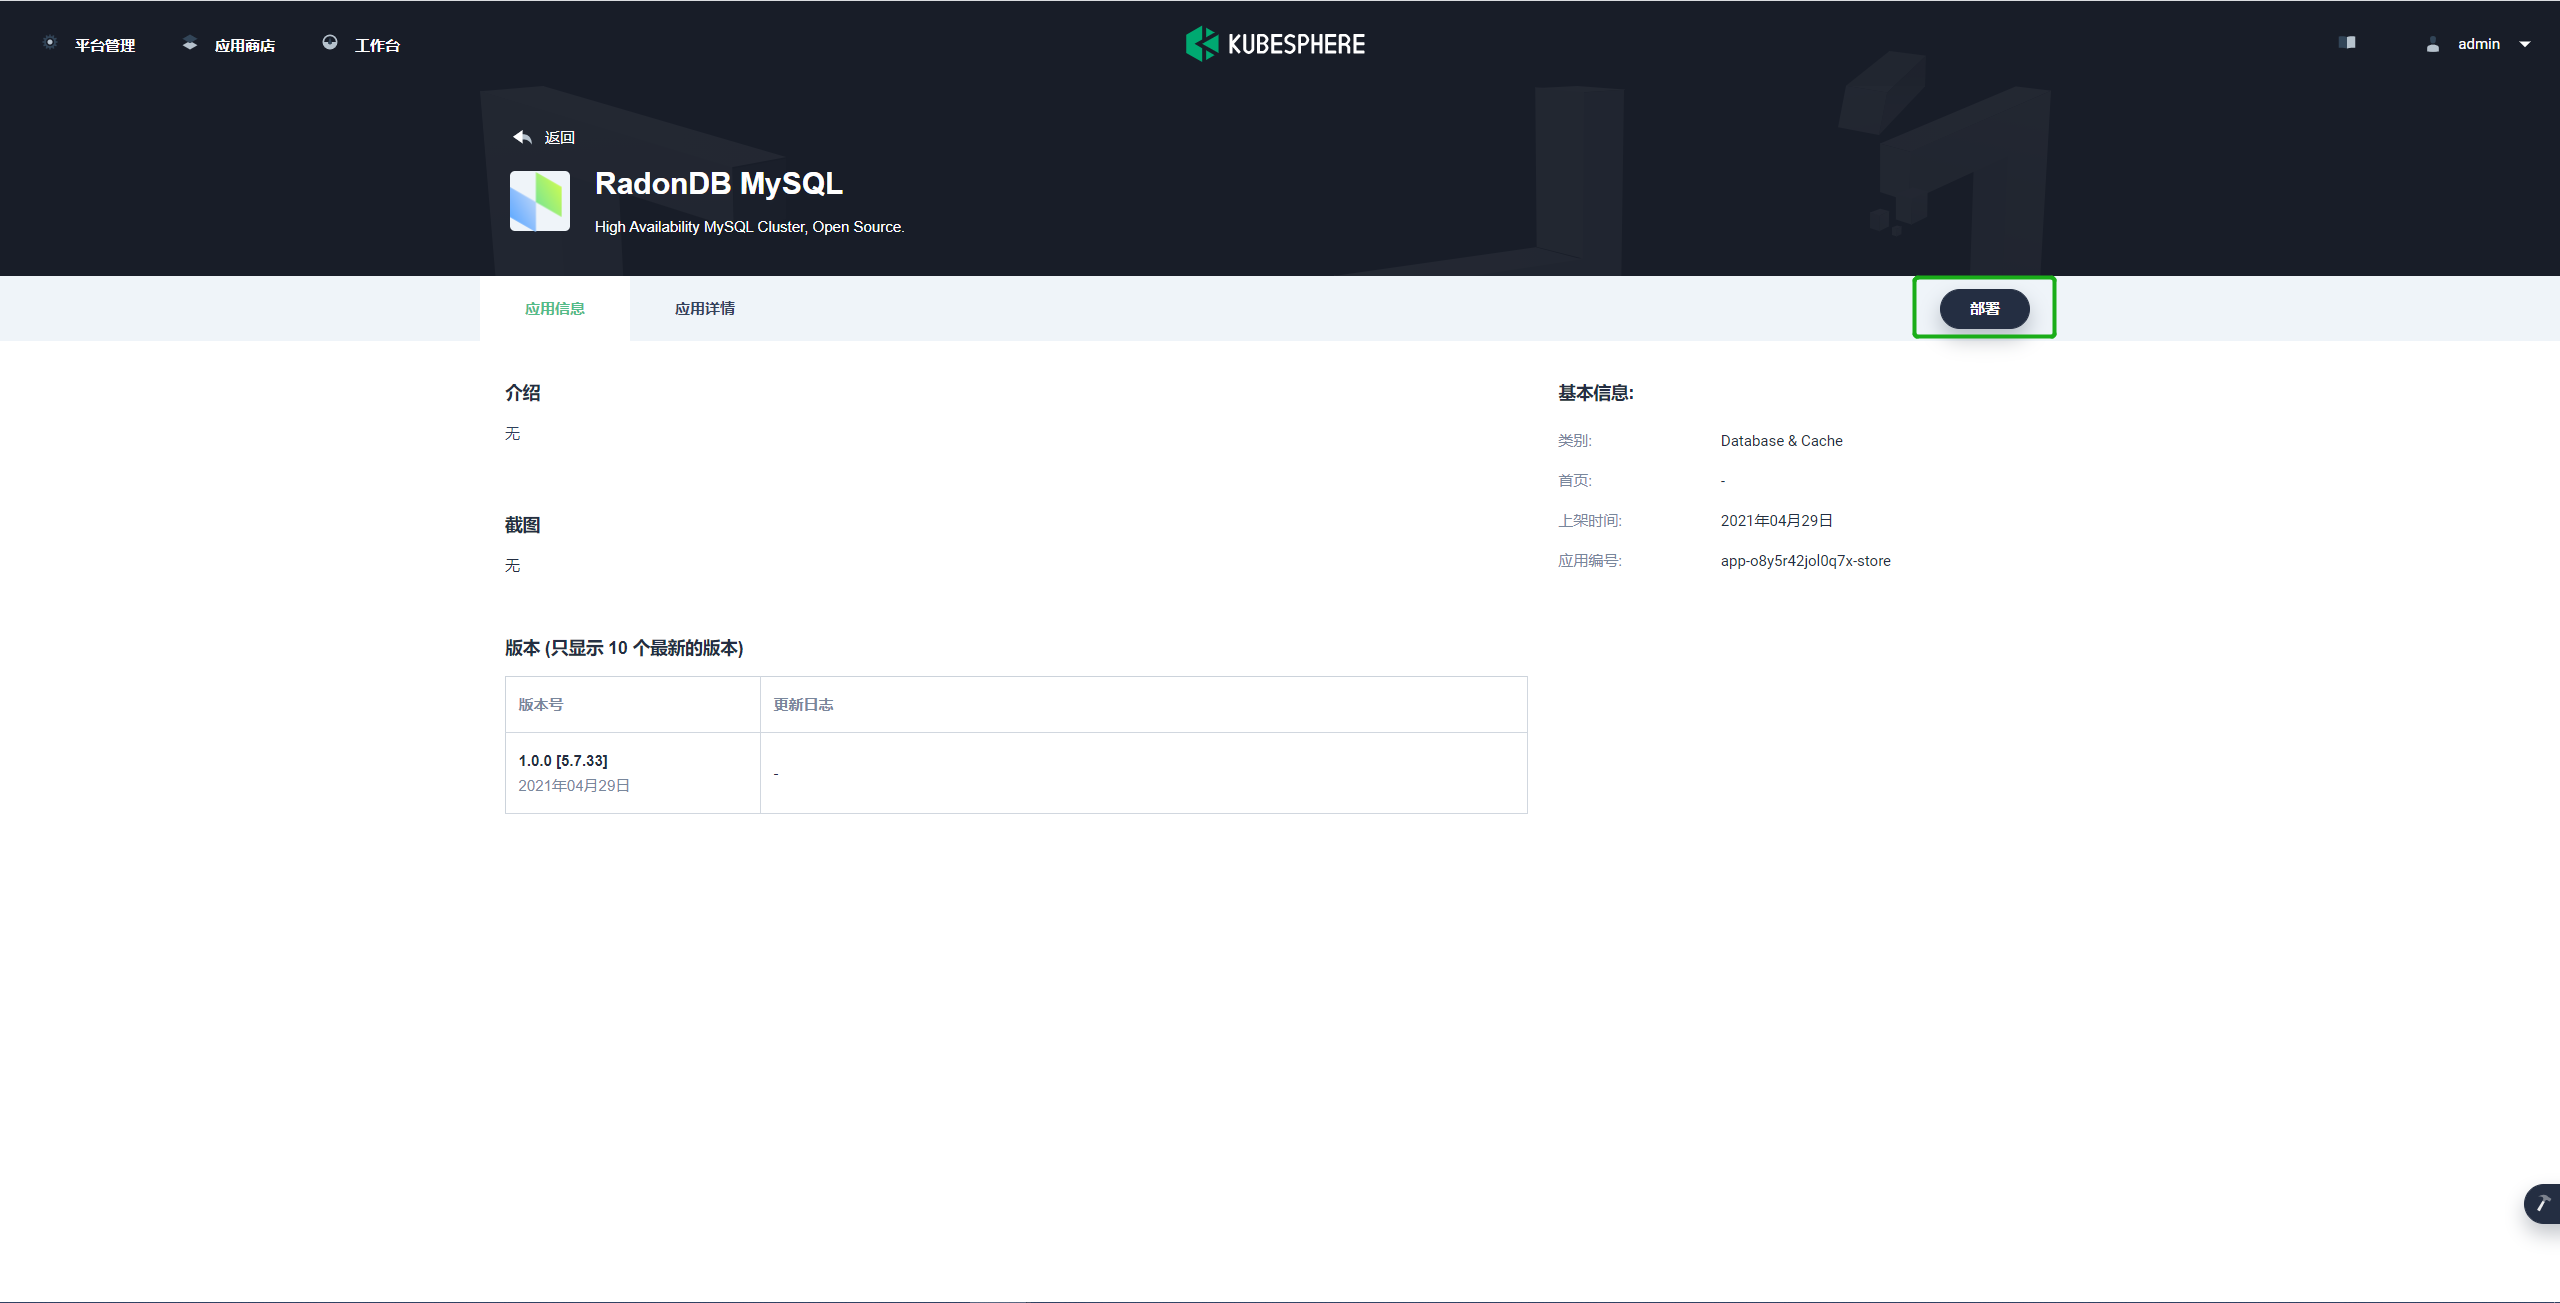 平台管理
应用商店
工作台
KUBESPHERE
admin
返回
RadonDB MySQL
High Availability MySQL Cluster, Open Source.
应用信息
应用详情
部署
介绍
无
截图
无
版本 (只显示 10 个最新的版本)
版本号
更新日志
1.0.0 [5.7.33]
2021年04月29日
-
基本信息:
类别:
Database & Cache
首页:
-
上架时间:
2021年04月29日
应用编号:
app-o8y5r42jol0q7x-store